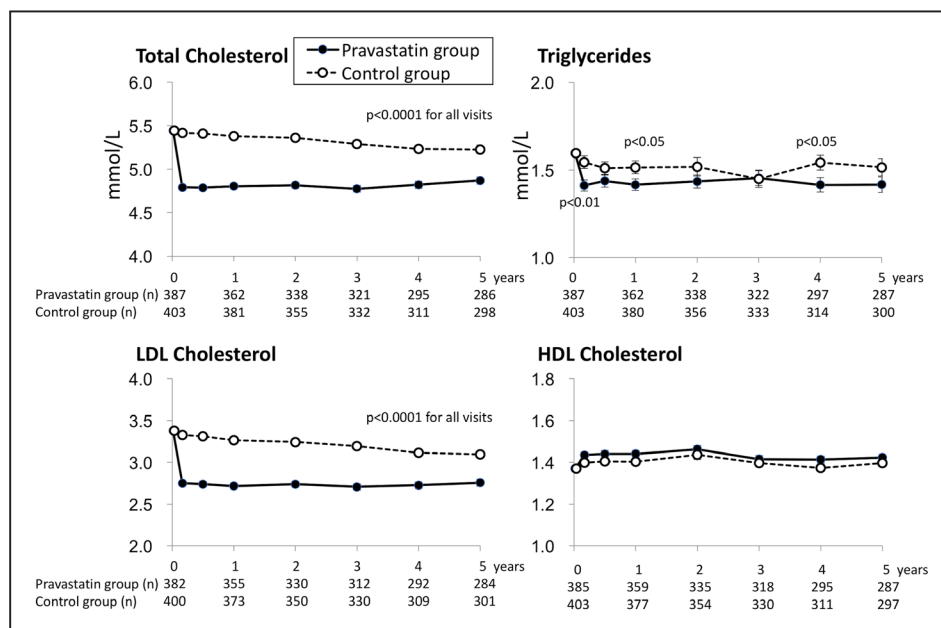 Total Cholesterol
Pravastatin group
Control group
mmol/L
6.0
5.5
5.0
4.5
4.0
p<0.0001 for all visits
0 1 2 3 4 5 years
Pravastatin group (n) 387 362 338 321 295 286
Control group (n) 403 381 355 332 311 298
Triglycerides
mmol/L
2.0
1.5
1.0
p<0.05
p<0.05
p<0.01
0 1 2 3 4 5 years
387 362 338 322 297 287
403 380 356 333 314 300
LDL Cholesterol
4.0
3.5
3.0
2.5
2.0
p<0.0001 for all visits
0 1 2 3 4 5 years
Pravastatin group (n) 382 355 330 312 292 284
Control group (n) 400 373 350 330 309 301
HDL Cholesterol
1.8
1.6
1.4
1.2
1.0
0 1 2 3 4 5 years
385 359 335 318 295 287
403 377 354 330 311 297